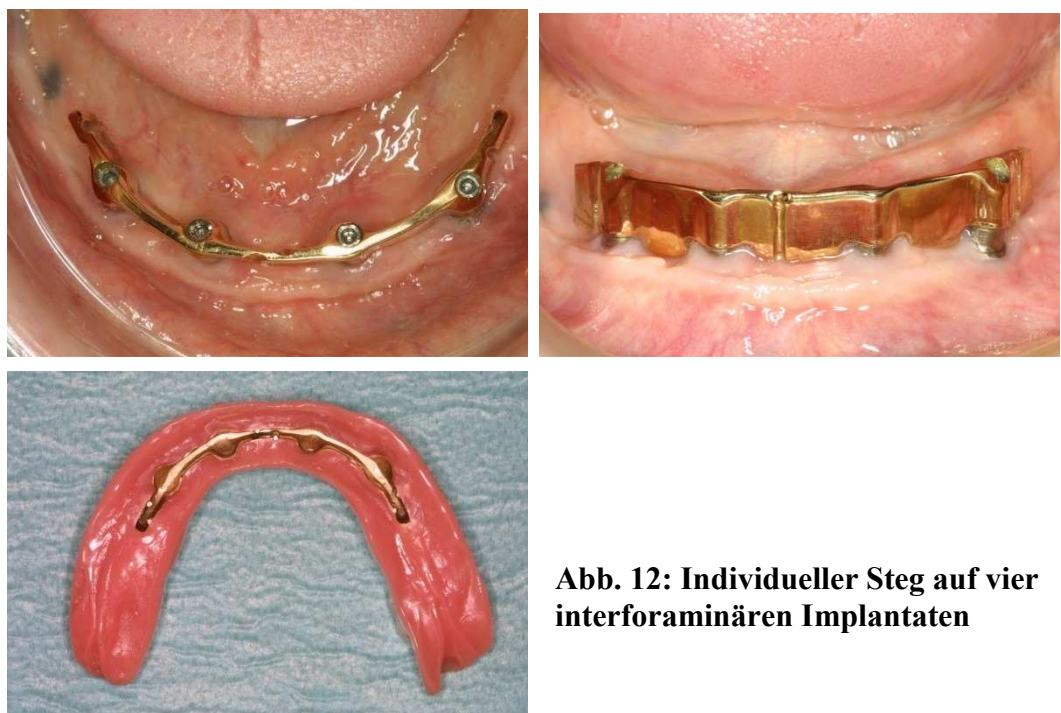 Abb. 12: Individueller Steg auf vier
interforaminären Implantaten